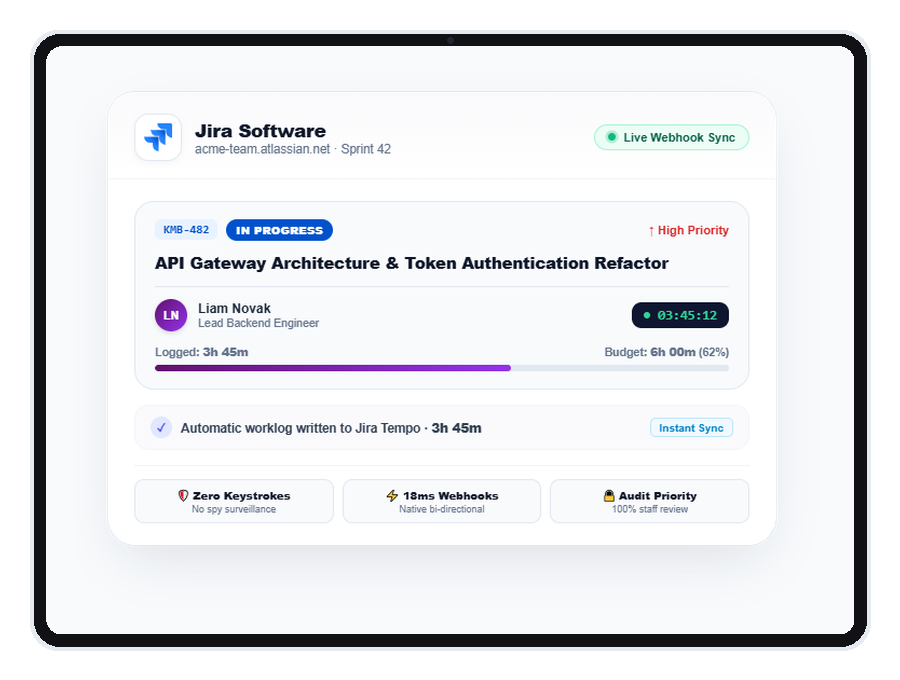 Jira Software
acme-team.atlassian.net · Sprint 42
Live Webhook Sync
KMB-482
IN PROGRESS
↑ High Priority
API Gateway Architecture & Token Authentication Refactor
LN
Liam Novak
Lead Backend Engineer
03:45:12
Logged: 3h 45m
Budget: 6h 00m (62%)
✓ Automatic worklog written to Jira Tempo · 3h 45m
Instant Sync
Zero Keystrokes
No spy surveillance
18ms Webhooks
Native bi-directional
Audit Priority
100% staff review